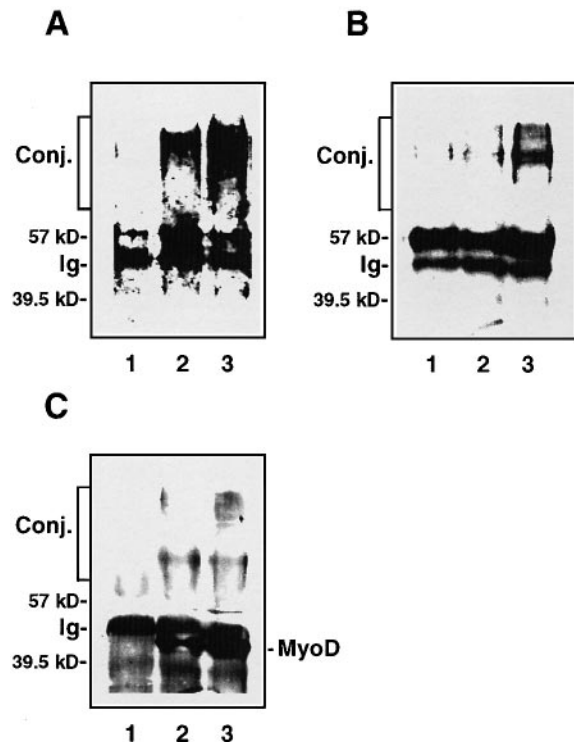 A
Conj.
57 kD-
Ig-
39.5 kD-
1 2 3
B
Conj.
57 kD-
Ig-
39.5 kD-
1 2 3
C
Conj.
57 kD-
Ig-
39.5 kD-
- MyoD
1 2 3